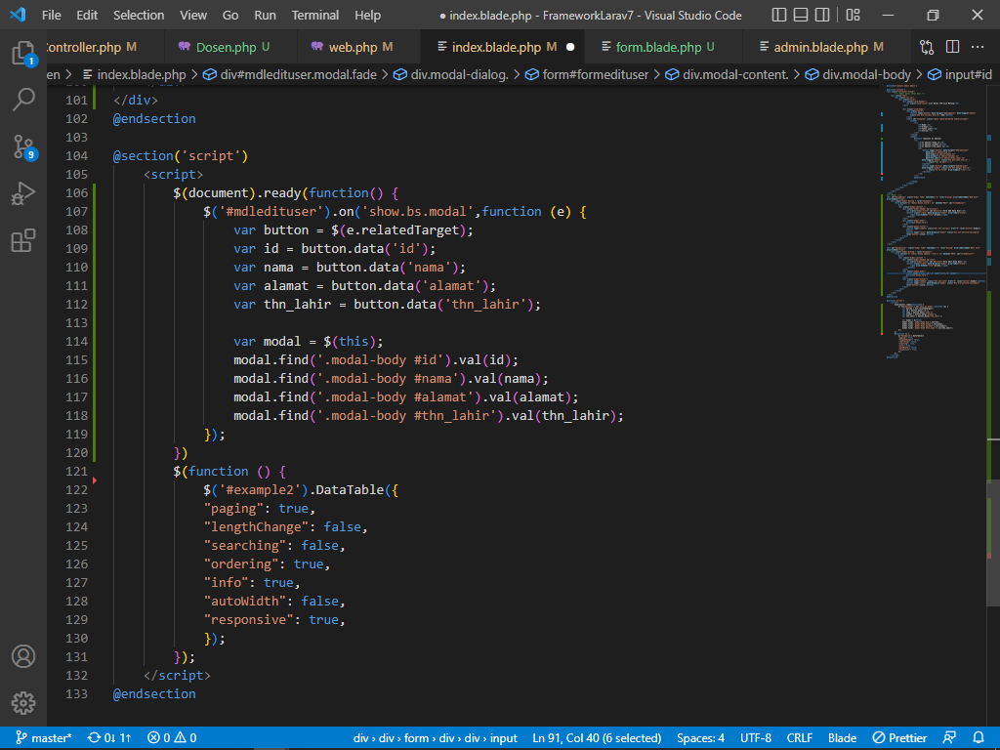 File Edit Selection View Go Run Terminal Help ● index.blade.php - FrameworkLarav7 - Visual Studio Code
Controller.php M Dosen.php U web.php M index.blade.php M ● form.blade.php U admin.blade.php M ···
en > index.blade.php > div#mdledituser.modal.fade > div.modal-dialog. > form#formedituser > div.modal-content. > div.modal-body > input#id
101 </div>
102 @endsection
103
104 @section('script')
105 <script>
106 $(document).ready(function() {
107 $('#mdledituser').on('show.bs.modal',function (e) {
108 var button = $(e.relatedTarget);
109 var id = button.data('id');
110 var nama = button.data('nama');
111 var alamat = button.data('alamat');
112 var thn_lahir = button.data('thn_lahir');
113
114 var modal = $(this);
115 modal.find('.modal-body #id').val(id);
116 modal.find('.modal-body #nama').val(nama);
117 modal.find('.modal-body #alamat').val(alamat);
118 modal.find('.modal-body #thn_lahir').val(thn_lahir);
119 });
120 })
121 $(function () {
122 $('#example2').DataTable({
123 "paging": true,
124 "lengthChange": false,
125 "searching": false,
126 "ordering": true,
127 "info": true,
128 "autoWidth": false,
129 "responsive": true,
130 });
131 });
132 </script>
133 @endsection
1
9
master* 0↓ 1↑ 0 0 div › div › form › div › div › input Ln 91, Col 40 (6 selected) Spaces: 4 UTF-8 CRLF Blade Prettier